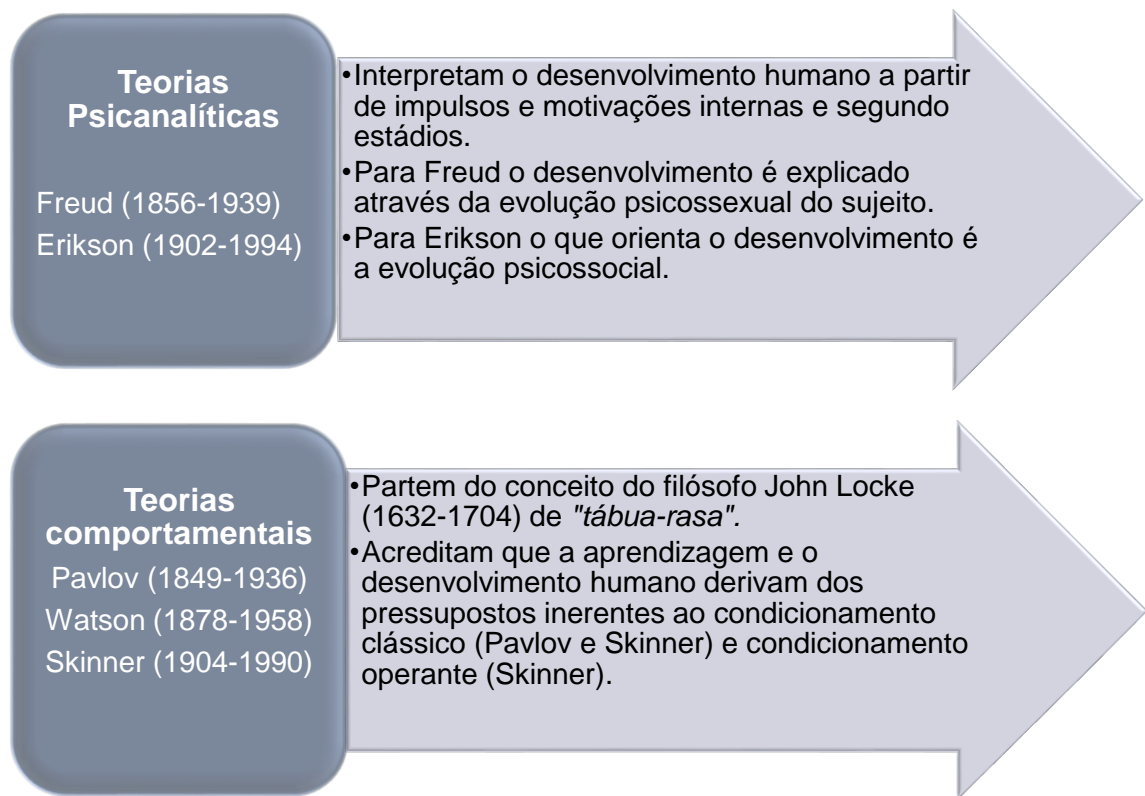 Teorias
Psicanalíticas
Freud (1856-1939)
Erikson (1902-1994)
•Interpretam o desenvolvimento humano a partir
de impulsos e motivações internas e segundo
estádios.
•Para Freud o desenvolvimento é explicado
através da evolução psicossexual do sujeito.
•Para Erikson o que orienta o desenvolvimento é
a evolução psicossocial.
Teorias
comportamentais
Pavlov (1849-1936)
Watson (1878-1958)
Skinner (1904-1990)
•Partem do conceito do filósofo John Locke
(1632-1704) de "tábua-rasa".
•Acreditam que a aprendizagem e o
desenvolvimento humano derivam dos
pressupostos inerentes ao condicionamento
clássico (Pavlov e Skinner) e condicionamento
operante (Skinner).